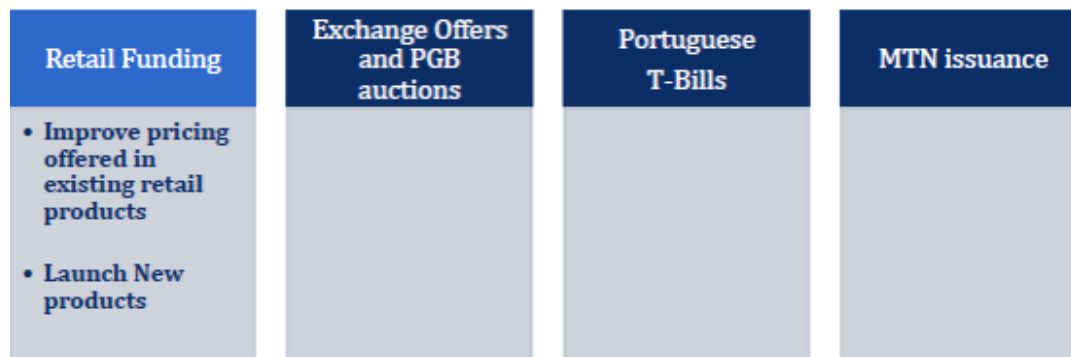 Retail Funding
• Improve pricing
offered in
existing retail
products
• Launch New
products
Exchange Offers
and PGB
auctions
Portuguese
T-Bills
MTN issuance